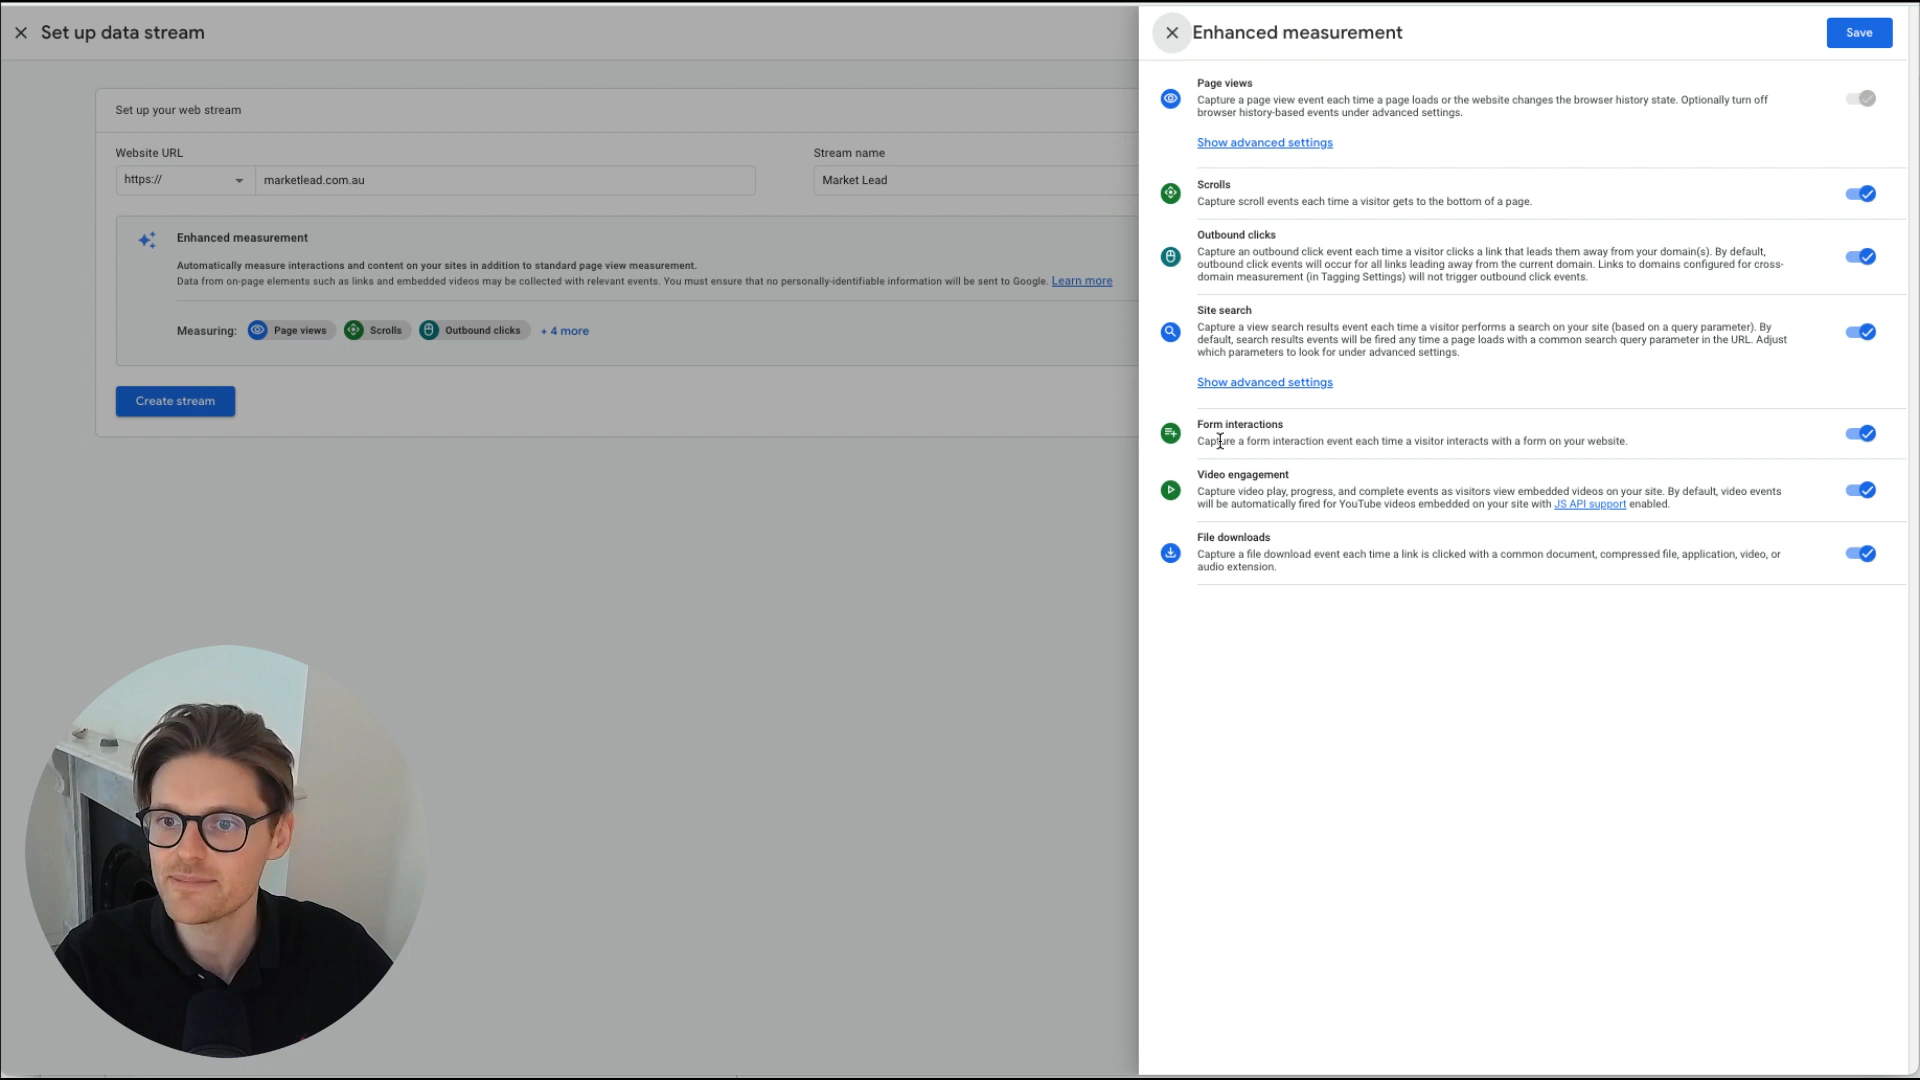 Set up data stream
Set up your web stream
Website URL
https://
marketlead.com.au
Stream name
Market Lead
Enhanced measurement
Automatically measure interactions and content on your sites in addition to standard page view measurement.
Data from on-page elements such as links and embedded videos may be collected with relevant events. You must ensure that no personally-identifiable information will be sent to Google. Learn more
Measuring: Page views Scrolls Outbound clicks + 4 more
Create stream
Enhanced measurement
Save
Page views
Capture a page view event each time a page loads or the website changes the browser history state. Optionally turn off
browser history-based events under advanced settings.
Show advanced settings
Scrolls
Capture scroll events each time a visitor gets to the bottom of a page.
Outbound clicks
Capture an outbound click event each time a visitor clicks a link that leads them away from your domain(s). By default,
outbound click events will occur for all links leading away from the current domain. Links to domains configured for cross-
domain measurement (in Tagging Settings) will not trigger outbound click events.
Site search
Capture a view search results event each time a visitor performs a search on your site (based on a query parameter). By
default, search results events will be fired any time a page loads with a common search query parameter in the URL. Adjust
which parameters to look for under advanced settings.
Show advanced settings
Form interactions
Capture a form interaction event each time a visitor interacts with a form on your website.
Video engagement
Capture video play, progress, and complete events as visitors view embedded videos on your site. By default, video events
will be automatically fired for YouTube videos embedded on your site with JS API support enabled.
File downloads
Capture a file download event each time a link is clicked with a common document, compressed file, application, video, or
audio extension.